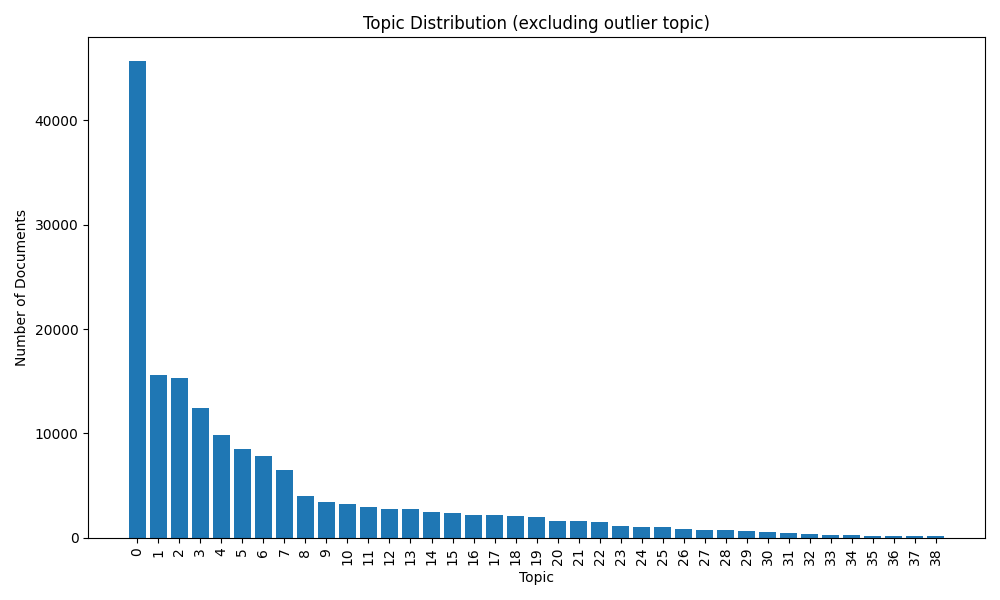 Topic Distribution (excluding outlier topic)
Number of Documents
40000
30000
20000
10000
0
0 1 2 3 4 5 6 7 8 9 10 11 12 13 14 15 16 17 18 19 20 21 22 23 24 25 26 27 28 29 30 31 32 33 34 35 36 37 38
Topic